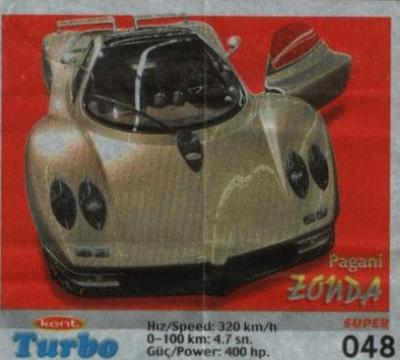 Pagani
ZONDA
kent
Turbo
Hız/Speed: 320 km/h
0-100 km: 4.7 sn.
Güç/Power: 400 hp.
SUPER
048